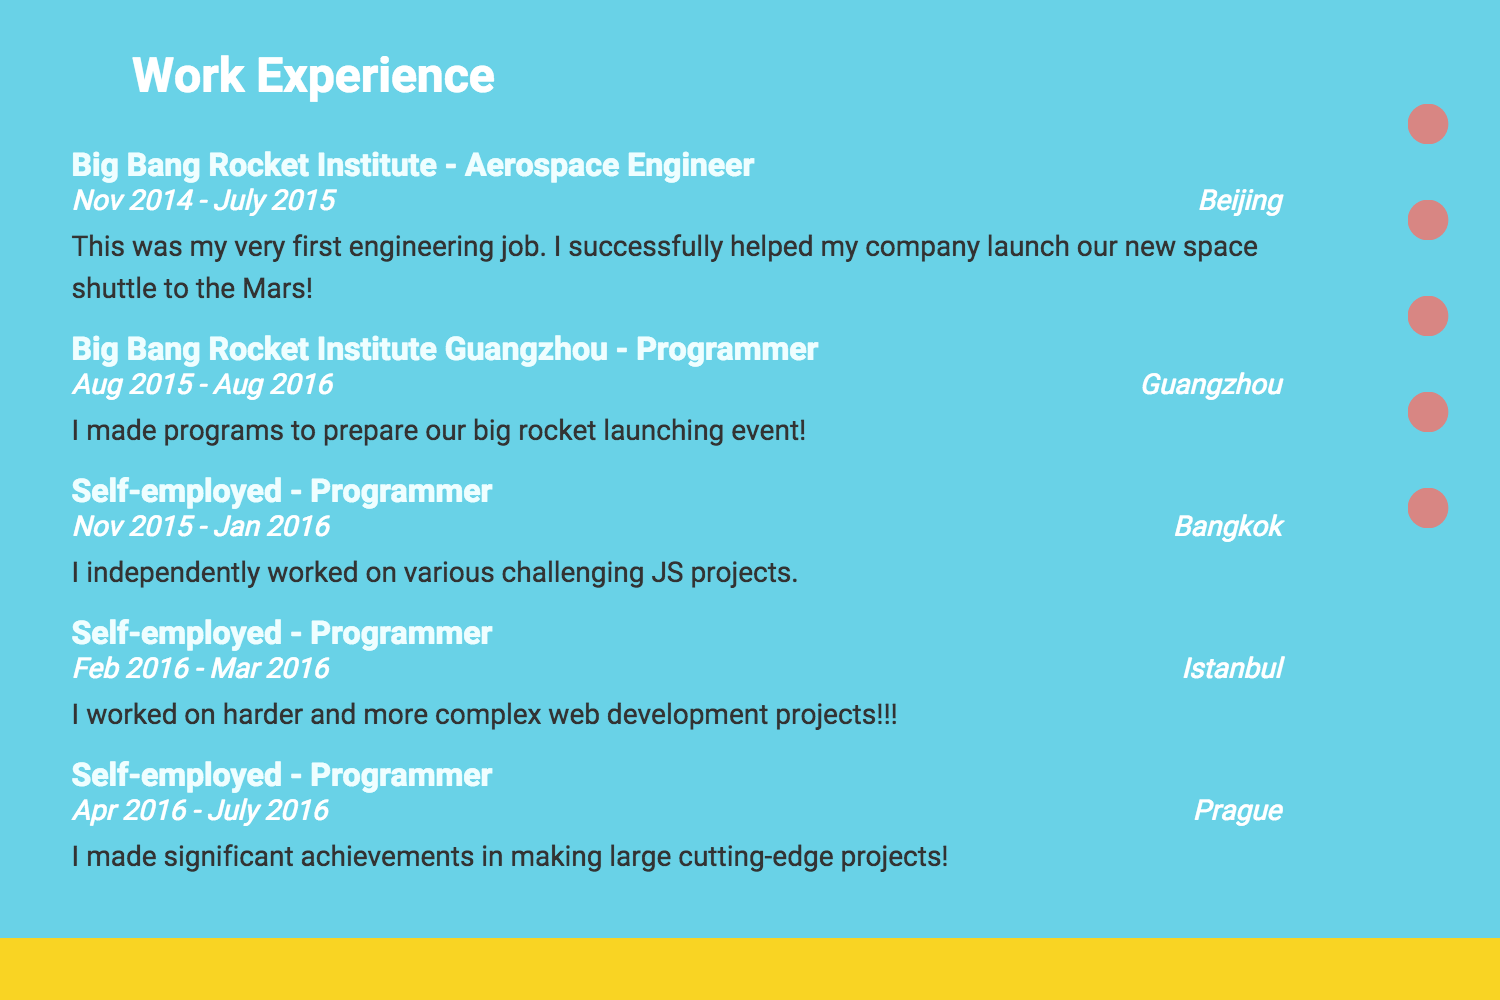 Work Experience
Big Bang Rocket Institute - Aerospace Engineer
Nov 2014 - July 2015 Beijing
This was my very first engineering job. I successfully helped my company launch our new space
shuttle to the Mars!
Big Bang Rocket Institute Guangzhou - Programmer
Aug 2015 - Aug 2016 Guangzhou
I made programs to prepare our big rocket launching event!
Self-employed - Programmer
Nov 2015 - Jan 2016 Bangkok
I independently worked on various challenging JS projects.
Self-employed - Programmer
Feb 2016 - Mar 2016 Istanbul
I worked on harder and more complex web development projects!!!
Self-employed - Programmer
Apr 2016 - July 2016 Prague
I made significant achievements in making large cutting-edge projects!